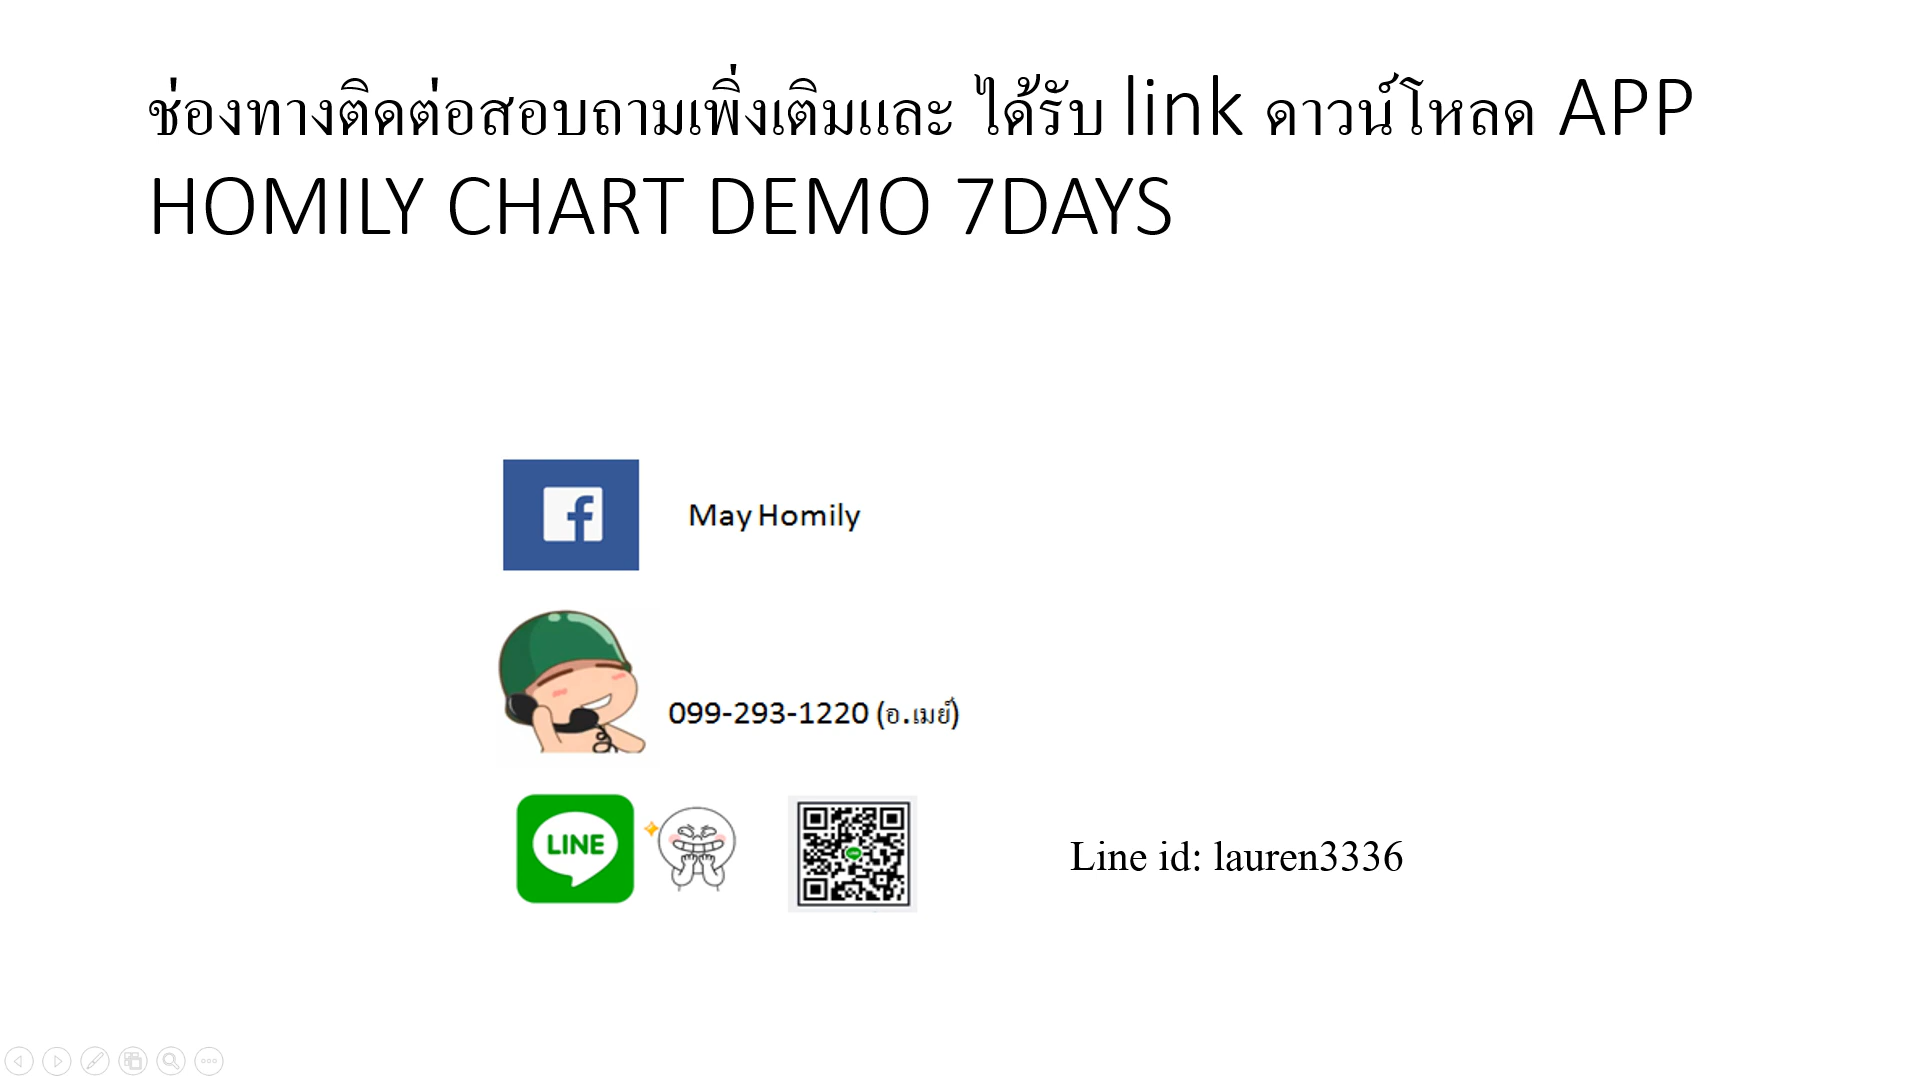 ช่องทางติดต่อสอบถามเพิ่งเติมและ ได้รับ link ดาวน์โหลด APP
HOMILY CHART DEMO 7DAYS
May Homily
099-293-1220 (อ.เมย์)
LINE
Line id: lauren3336